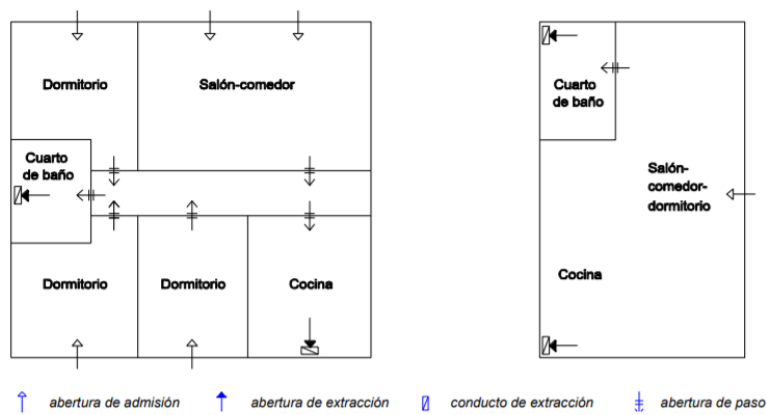 Dormitorio
Salón-comedor
Cuarto
de baño
Dormitorio
Dormitorio
Cocina
Cuarto
de baño
Salón-
comedor-
dormitorio
Cocina
abertura de admisión
abertura de extracción
conducto de extracción
abertura de paso